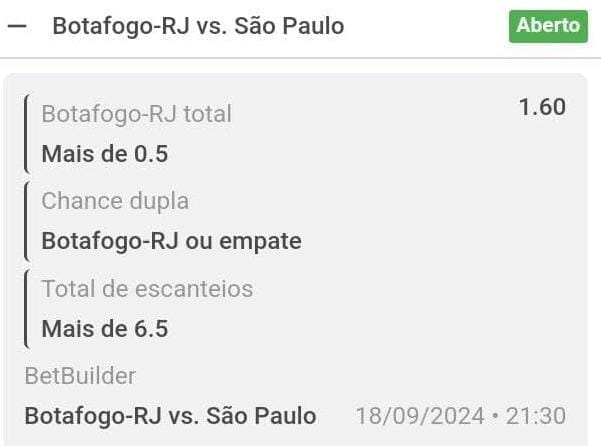 Botafogo-RJ vs. São Paulo Aberto
Botafogo-RJ total 1.60
Mais de 0.5
Chance dupla
Botafogo-RJ ou empate
Total de escanteios
Mais de 6.5
BetBuilder
Botafogo-RJ vs. São Paulo 18/09/2024 • 21:30